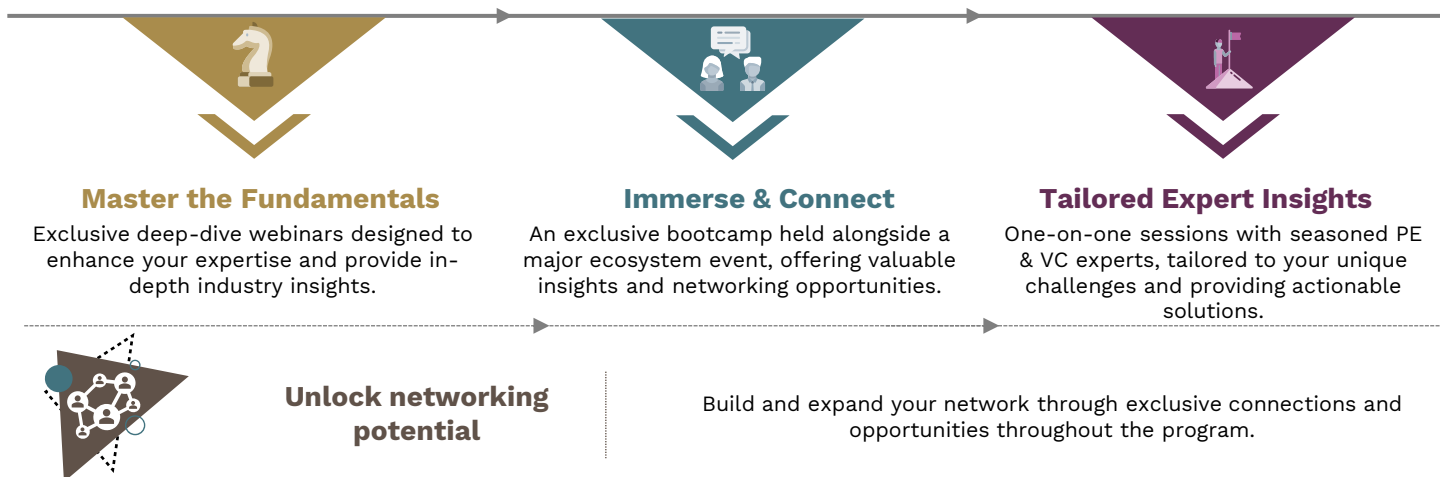 Master the Fundamentals
Exclusive deep-dive webinars designed to
enhance your expertise and provide in-
depth industry insights.
Immerse & Connect
An exclusive bootcamp held alongside a
major ecosystem event, offering valuable
insights and networking opportunities.
Tailored Expert Insights
One-on-one sessions with seasoned PE
& VC experts, tailored to your unique
challenges and providing actionable
solutions.
Unlock networking
potential
Build and expand your network through exclusive connections and
opportunities throughout the program.